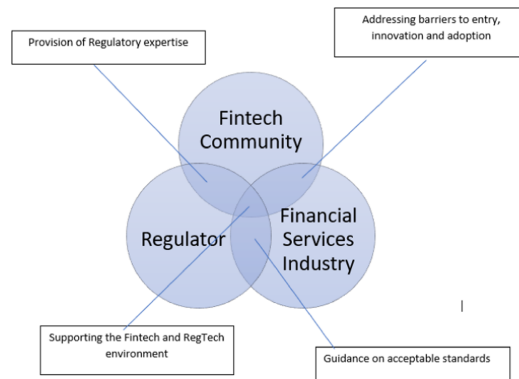 Addressing barriers to entry,
innovation and adoption
Provision of Regulatory expertise
Fintech
Community
Regulator
Financial
Services
Industry
Supporting the Fintech and RegTech
environment
Guidance on acceptable standards